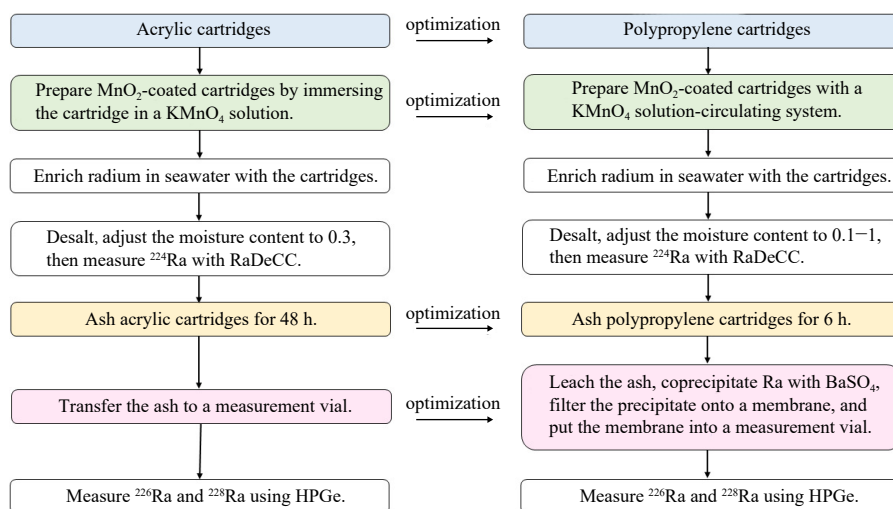 Acrylic cartridges
optimization
Polypropylene cartridges
Prepare MnO₂-coated cartridges by immersing
the cartridge in a KMnO₄ solution.
optimization
Prepare MnO₂-coated cartridges with a
KMnO₄ solution-circulating system.
Enrich radium in seawater with the cartridges.
Enrich radium in seawater with the cartridges.
Desalt, adjust the moisture content to 0.3,
then measure ²²⁴Ra with RaDeCC.
Desalt, adjust the moisture content to 0.1−1,
then measure ²²⁴Ra with RaDeCC.
Ash acrylic cartridges for 48 h.
optimization
Ash polypropylene cartridges for 6 h.
Transfer the ash to a measurement vial.
optimization
Leach the ash, coprecipitate Ra with BaSO₄,
filter the precipitate onto a membrane, and
put the membrane into a measurement vial.
Measure ²²⁶Ra and ²²⁸Ra using HPGe.
Measure ²²⁶Ra and ²²⁸Ra using HPGe.